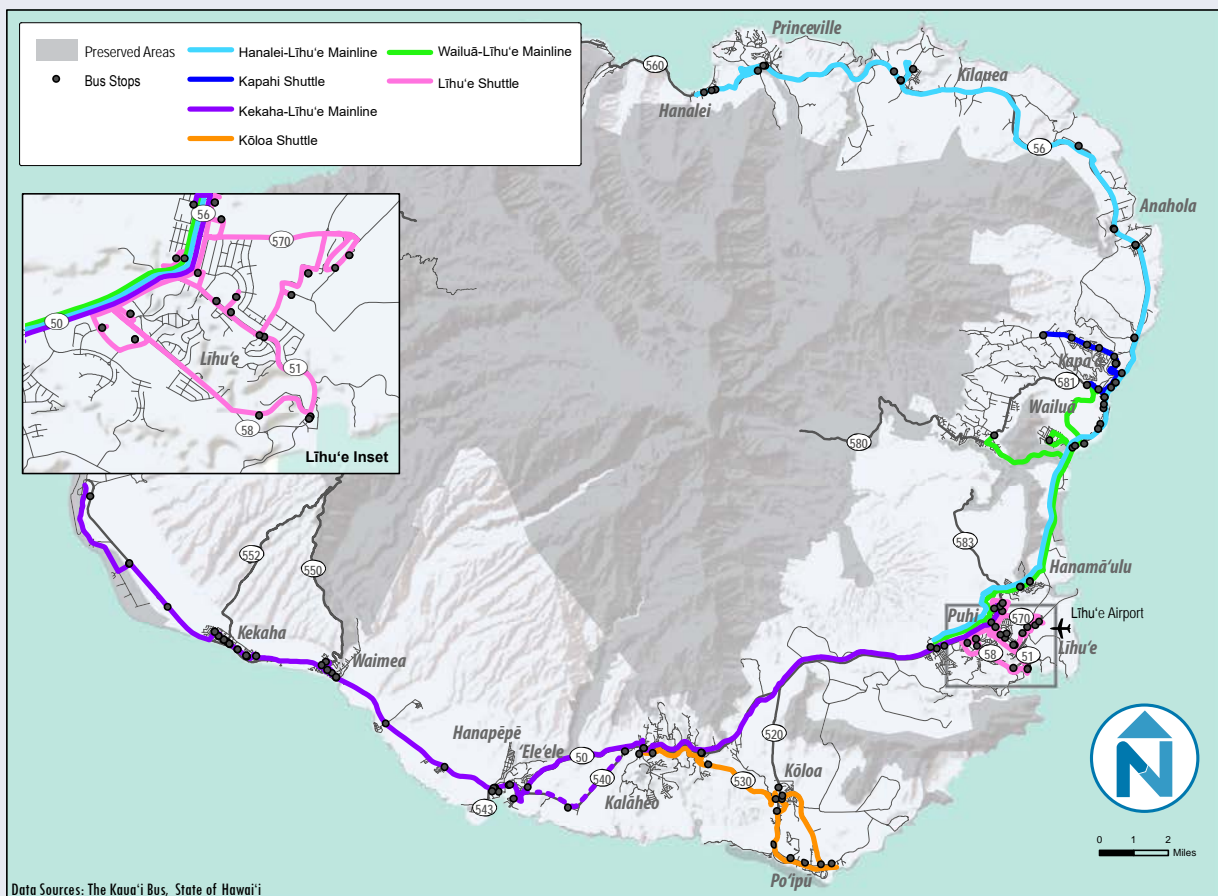 Preserved Areas
Bus Stops
Hanalei-Līhuʻe Mainline
Kapahi Shuttle
Kekaha-Līhuʻe Mainline
Kōloa Shuttle
Wailuā-Līhuʻe Mainline
Līhuʻe Shuttle
Princeville
560
Hanalei
Kīlauea
56
Anahola
56
570
50
Līhuʻe
51
58
Līhuʻe Inset
Kapaʻa
581
Wailuā
580
583
Hanamāʻulu
Puhi
570
Līhuʻe Airport
Līhuʻe
58
51
552
550
Kekaha
Waimea
Hanapēpē
ʻEleʻele
50
540
543
Kalāheo
520
530
Kōloa
Poʻipū
N
0 1 2
Miles
Data Sources: The Kauaʻi Bus, State of Hawaiʻi